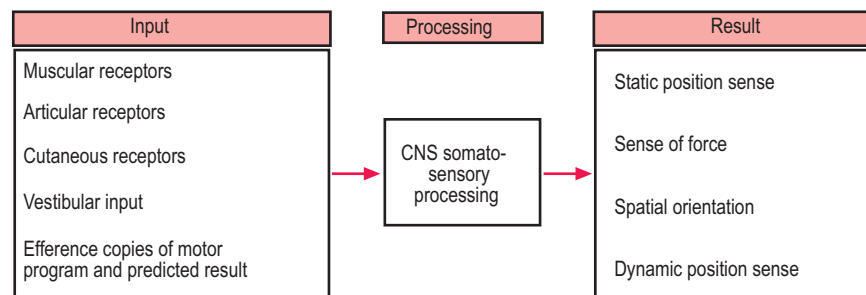 Input
Processing
Result
Muscular receptors
Articular receptors
Cutaneous receptors
Vestibular input
Efference copies of motor
program and predicted result
CNS somato-
sensory
processing
Static position sense
Sense of force
Spatial orientation
Dynamic position sense